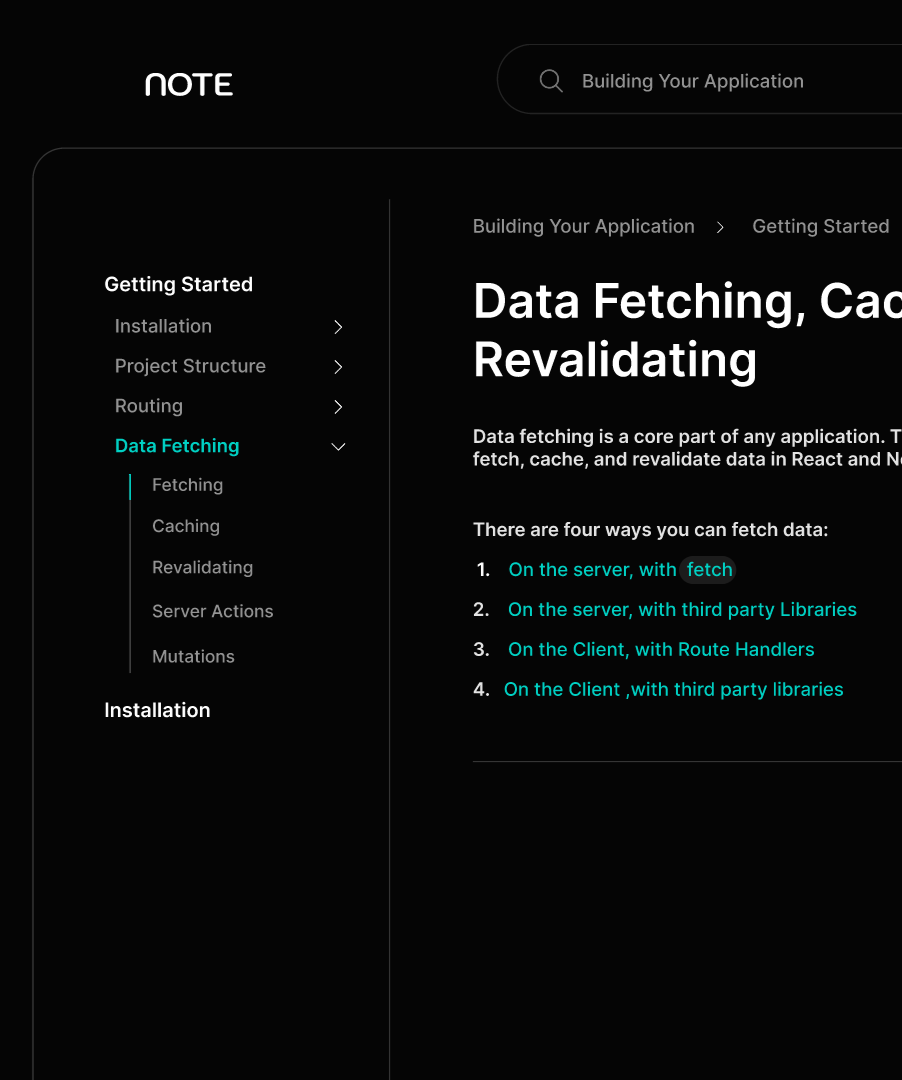 NOTE
Building Your Application
Building Your Application > Getting Started
Getting Started
Installation
Project Structure
Routing
Data Fetching
Fetching
Caching
Revalidating
Server Actions
Mutations
Installation
Data Fetching,
Revalidating
Data fetching is a core part of any application.
fetch, cache, and revalidate data in React and
There are four ways you can fetch data:
1. On the server, with fetch
2. On the server, with third party Libraries
3. On the Client, with Route Handlers
4. On the Client ,with third party libraries